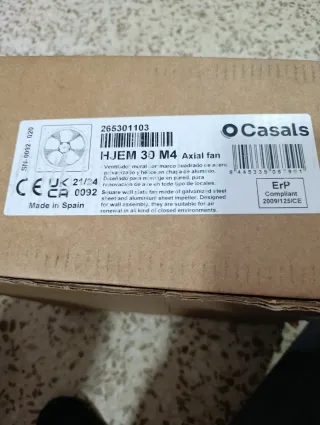 265301103
Casals
HJEM 30 M4 Axial fan
Ventilador mural con marco cuadrado de acero
galvanizado y hélice en chapa de aluminio.
Diseñado para montaje en pared, para
renovación de aire en todo tipo de locales.
Square wall plate fan made of galvanized steel
sheet and aluminium sheet impeller. Designed
for wall assembly, they are suitable for air
renewal in all kind of closed environments.
CE UK CA 21/24
0092
Made in Spain
ErP
Compliant
2009/125/CE